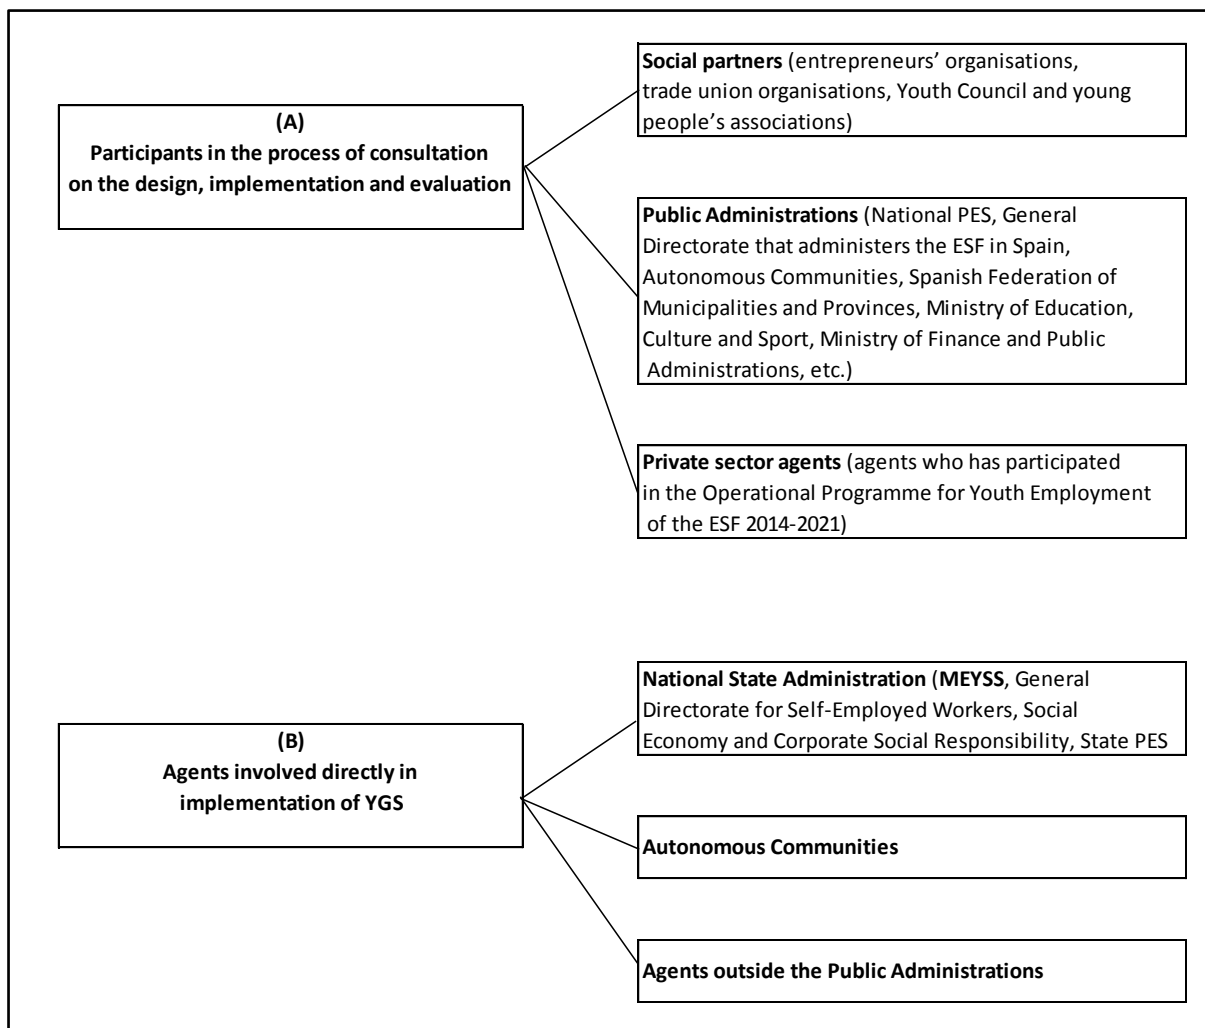 Social partners (entrepreneurs’ organisations,
trade union organisations, Youth Council and young
people’s associations)
(A)
Participants in the process of consultation
on the design, implementation and evaluation
Public Administrations (National PES, General
Directorate that administers the ESF in Spain,
Autonomous Communities, Spanish Federation of
Municipalities and Provinces, Ministry of Education,
Culture and Sport, Ministry of Finance and Public
Administrations, etc.)
Private sector agents (agents who has participated
in the Operational Programme for Youth Employment
of the ESF 2014-2021)
National State Administration (MEYSS, General
Directorate for Self-Employed Workers, Social
Economy and Corporate Social Responsibility, State PES
(B)
Agents involved directly in
implementation of YGS
Autonomous Communities
Agents outside the Public Administrations